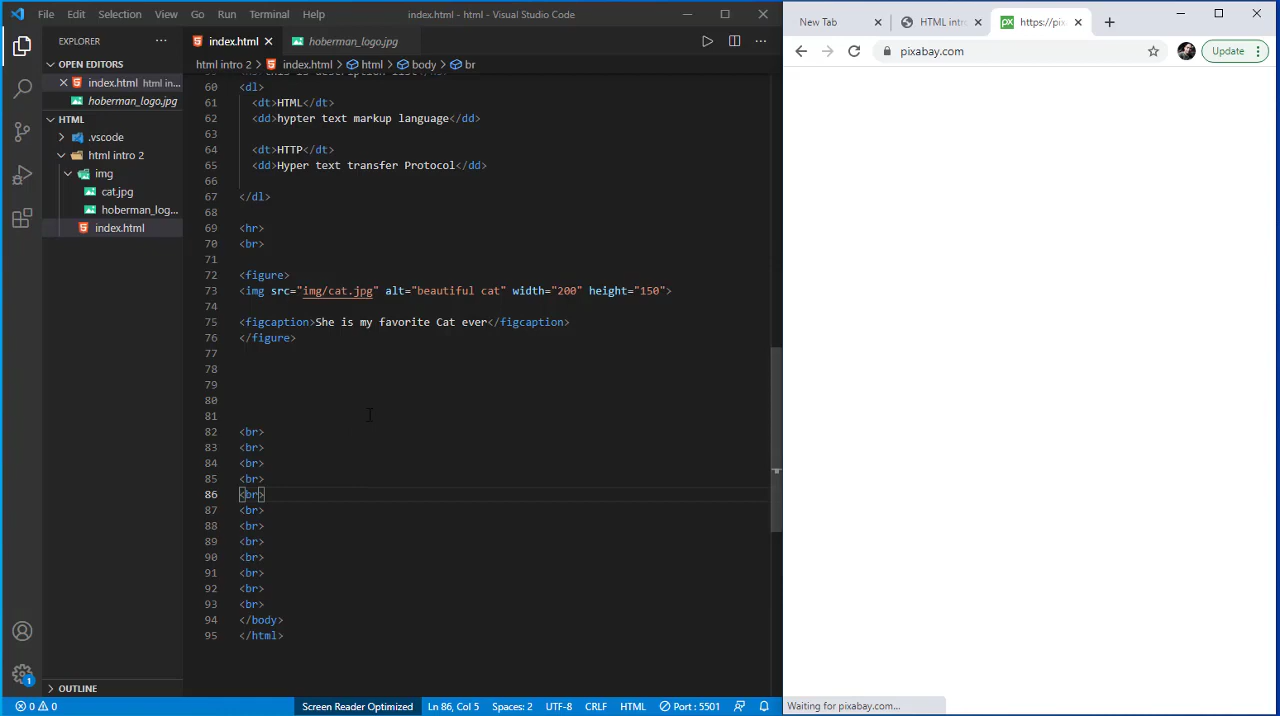 File Edit Selection View Go Run Terminal Help index.html - html - Visual Studio Code
EXPLORER
OPEN EDITORS
index.html html in...
hoberman_logo.jpg
HTML
.vscode
html intro 2
img
cat.jpg
hoberman_log...
index.html
OUTLINE
index.html hoberman_logo.jpg
html intro 2 > index.html > html > body > br
60 <dl>
61 <dt>HTML</dt>
62 <dd>hypter text markup language</dd>
63
64 <dt>HTTP</dt>
65 <dd>Hyper text transfer Protocol</dd>
66
67 </dl>
68
69 <hr>
70 <br>
71
72 <figure>
73 <img src="img/cat.jpg" alt="beautiful cat" width="200" height="150">
74
75 <figcaption>She is my favorite Cat ever</figcaption>
76 </figure>
77
78
79
80
81
82 <br>
83 <br>
84 <br>
85 <br>
86 <br>
87 <br>
88 <br>
89 <br>
90 <br>
91 <br>
92 <br>
93 <br>
94 </body>
95 </html>
0 0 Screen Reader Optimized Ln 86, Col 5 Spaces: 2 UTF-8 CRLF HTML Port : 5501
1
New Tab HTML intr https://pix
pixabay.com Update
Waiting for pixabay.com...